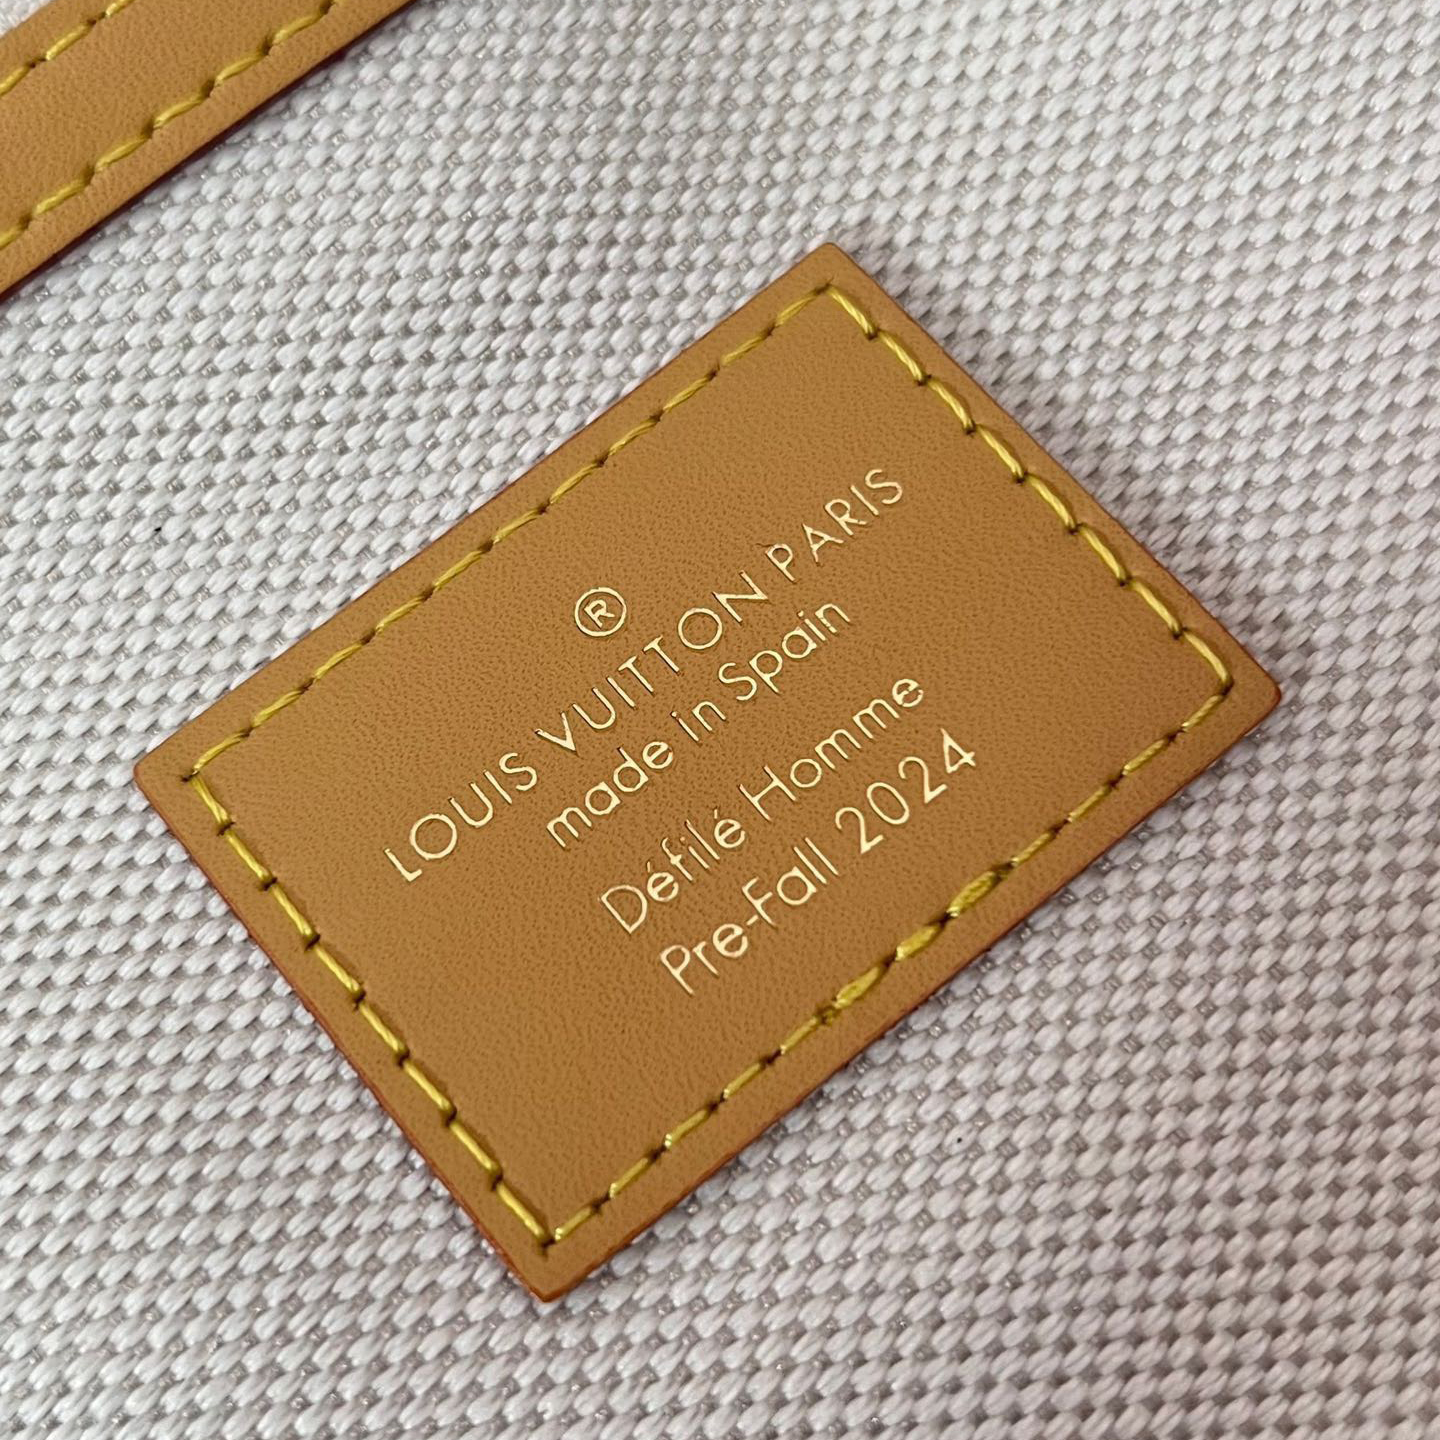 ®
LOUIS VUITTON PARIS
made in Spain
Défilé Homme
Pre-Fall 2024